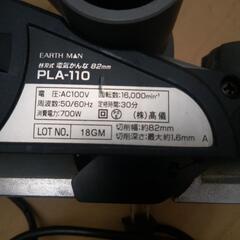 EARTH MAN
替刃式 電気かんな 82mm
PLA-110
電 圧:AC100V 回転数:16,000min⁻¹
周波数:50/60Hz 定格時間:30分
消費電力:700W (株)高儀
LOT NO. 18GM 切削幅:約82mm
切削深さ:最大約1.6mm A